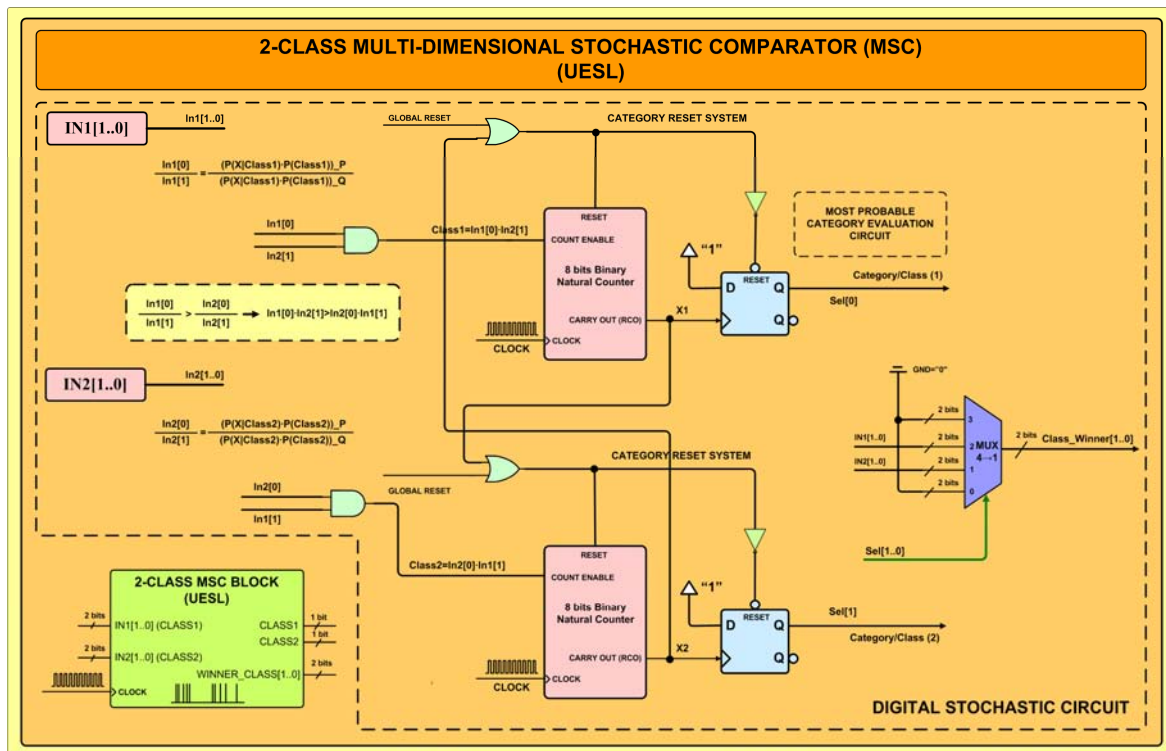 2-CLASS MULTI-DIMENSIONAL STOCHASTIC COMPARATOR (MSC)
(UESL)
IN1[1..0]
In1[1..0]
GLOBAL RESET
CATEGORY RESET SYSTEM
In1[0]
In1[1]
=
(P(X|Class1)·P(Class1))_P
(P(X|Class1)·P(Class1))_Q
In1[0]
In2[1]
Class1=In1[0]·In2[1]
RESET
COUNT ENABLE
8 bits Binary
Natural Counter
CARRY OUT (RCO)
CLOCK
CLOCK
X1
"1"
RESET
D
Q
Q
MOST PROBABLE
CATEGORY EVALUATION
CIRCUIT
Category/Class (1)
Sel[0]
In1[0]
In1[1]
>
In2[0]
In2[1]
In1[0]·In2[1]>In2[0]·In1[1]
IN2[1..0]
In2[1..0]
In2[0]
In2[1]
=
(P(X|Class2)·P(Class2))_P
(P(X|Class2)·P(Class2))_Q
GND="0"
2 bits
3
IN1[1..0]
2 bits
2
IN2[1..0]
2 bits
1
2 bits
0
MUX
4→1
2 bits
Class_Winner[1..0]
Sel[1..0]
CATEGORY RESET SYSTEM
GLOBAL RESET
In2[0]
In1[1]
Class2=In2[0]·In1[1]
RESET
COUNT ENABLE
8 bits Binary
Natural Counter
CARRY OUT (RCO)
CLOCK
CLOCK
X2
"1"
RESET
D
Q
Q
Sel[1]
Category/Class (2)
2-CLASS MSC BLOCK
(UESL)
2 bits
IN1[1..0] (CLASS1)
2 bits
IN2[1..0] (CLASS2)
CLOCK
CLASS1
1 bit
CLASS2
1 bit
WINNER_CLASS[1..0]
2 bits
DIGITAL STOCHASTIC CIRCUIT